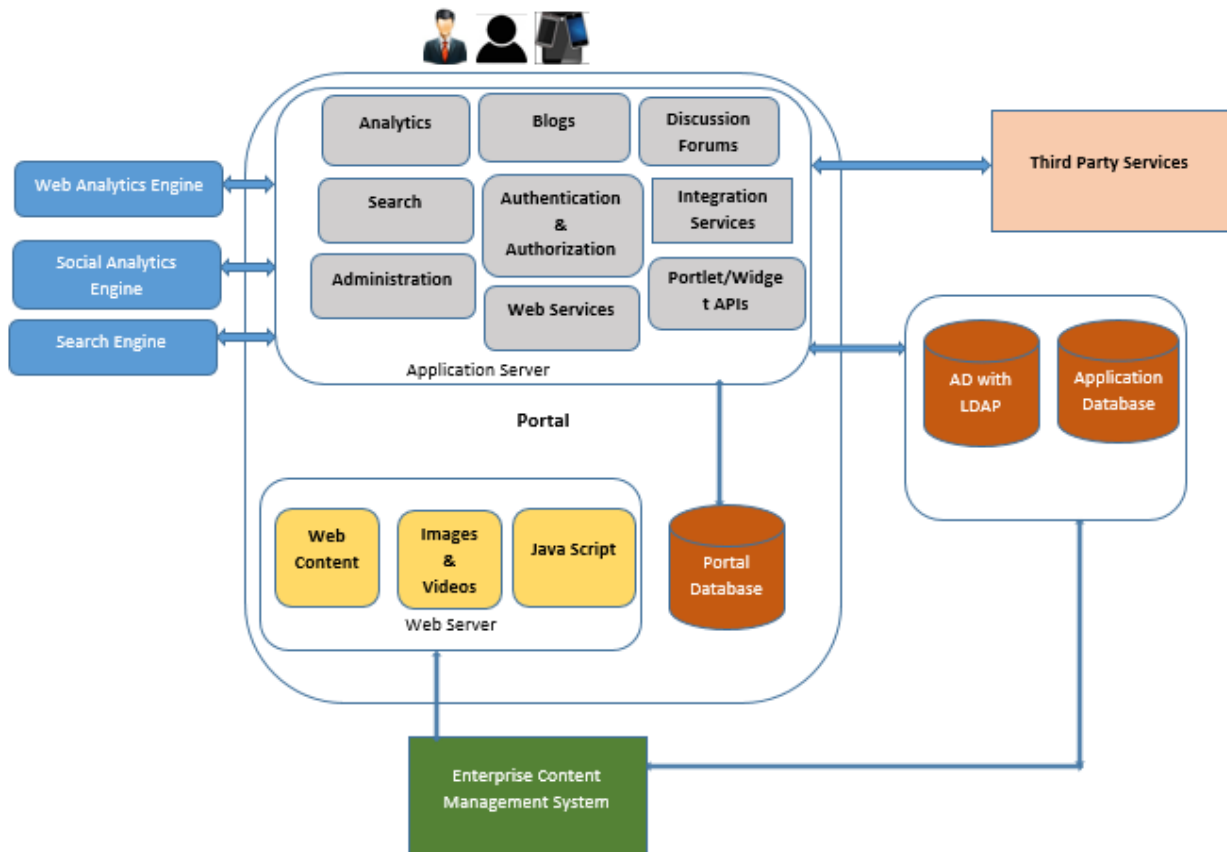 Analytics
Blogs
Discussion
Forums
Third Party Services
Web Analytics Engine
Search
Authentication
&
Authorization
Integration
Services
Social Analytics
Engine
Administration
Web Services
Portlet/Widge
t APIs
Search Engine
Application Server
AD with
LDAP
Application
Database
Portal
Web
Content
Images
&
Videos
Java Script
Web Server
Portal
Database
Enterprise Content
Management System